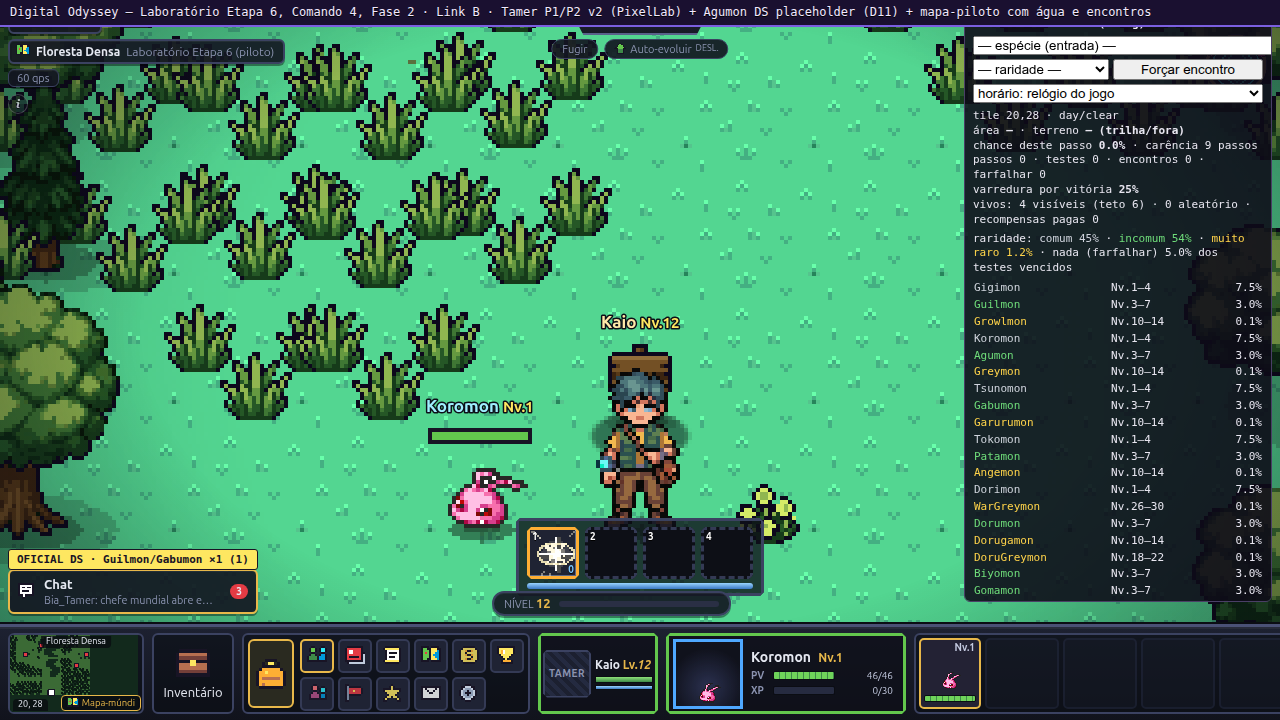 Digital Odyssey — Laboratório Etapa 6, Comando 4, Fase 2 · Link B · Tamer P1/P2 v2 (PixelLab) + Agumon DS placeholder (D11) + mapa-piloto com água e encontros
Floresta Densa Laboratório Etapa 6 (piloto)
60 qps
i
Fugir
Auto-evoluir DESL.
— espécie (entrada) —
— raridade —
Forçar encontro
horário: relógio do jogo
tile 20,28 · day/clear
área — · terreno — (trilha/fora)
chance deste passo 0.0% · carência 9 passos
passos 0 · testes 0 · encontros 0 ·
farfalhar 0
varredura por vitória 25%
vivos: 4 visíveis (teto 6) · 0 aleatório ·
recompensas pagas 0
raridade: comum 45% · incomum 54% · muito
raro 1.2% · nada (farfalhar) 5.0% dos
testes vencidos
Gigimon Nv.1–4 7.5%
Guilmon Nv.3–7 3.0%
Growlmon Nv.10–14 0.1%
Koromon Nv.1–4 7.5%
Agumon Nv.3–7 3.0%
Greymon Nv.10–14 0.1%
Tsunomon Nv.1–4 7.5%
Gabumon Nv.3–7 3.0%
Garurumon Nv.10–14 0.1%
Tokomon Nv.1–4 7.5%
Patamon Nv.3–7 3.0%
Angemon Nv.10–14 0.1%
Dorimon Nv.1–4 7.5%
WarGreymon Nv.26–30 0.1%
Dorumon Nv.3–7 3.0%
Dorugamon Nv.10–14 0.1%
DoruGreymon Nv.18–22 0.1%
Biyomon Nv.3–7 3.0%
Gomamon Nv.3–7 3.0%
Kaio Nv.12
Koromon Nv.1
1 2 3 4
0
NÍVEL 12
OFICIAL DS · Guilmon/Gabumon ×1 (1)
Chat
Bia_Tamer: chefe mundial abre e…
3
Floresta Densa
20, 28
Mapa-múndi
Inventário
TAMER
Kaio Lv.12
Koromon Nv.1
PV 46/46
XP 0/30
Nv.1